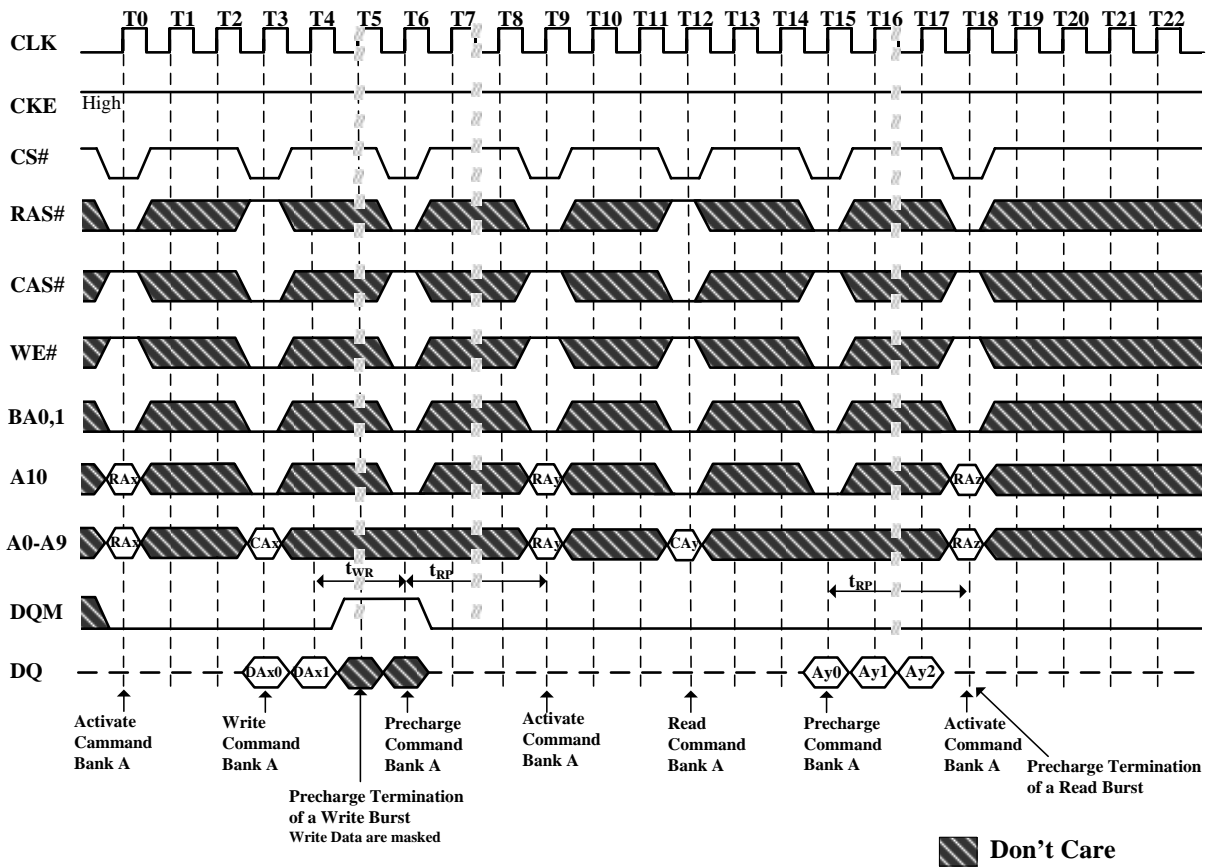 T0 T1 T2 T3 T4 T5 T6 T7 T8 T9 T10 T11 T12 T13 T14 T15 T16 T17 T18 T19 T20 T21 T22
CLK
CKE
High
CS#
RAS#
CAS#
WE#
BA0,1
A10
RAx
RAy
RAz
A0-A9
RAx
CAx
RAy
CAy
RAz
tWR
tRP
tRP
DQM
DQ
DAx0
DAx1
Ay0
Ay1
Ay2
Activate
Cammand
Bank A
Write
Command
Bank A
Precharge
Command
Bank A
Activate
Command
Bank A
Read
Command
Bank A
Precharge
Command
Bank A
Activate
Command
Bank A
Precharge Termination
of a Read Burst
Precharge Termination
of a Write Burst
Write Data are masked
Don't Care